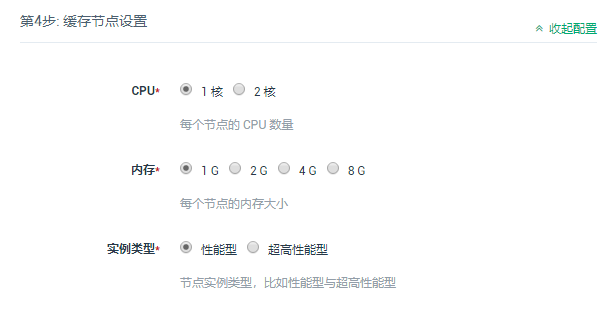 第4步: 缓存节点设置
收起配置
CPU* 1 核 2 核
每个节点的 CPU 数量
内存* 1 G 2 G 4 G 8 G
每个节点的内存大小
实例类型* 性能型 超高性能型
节点实例类型，比如性能型与超高性能型